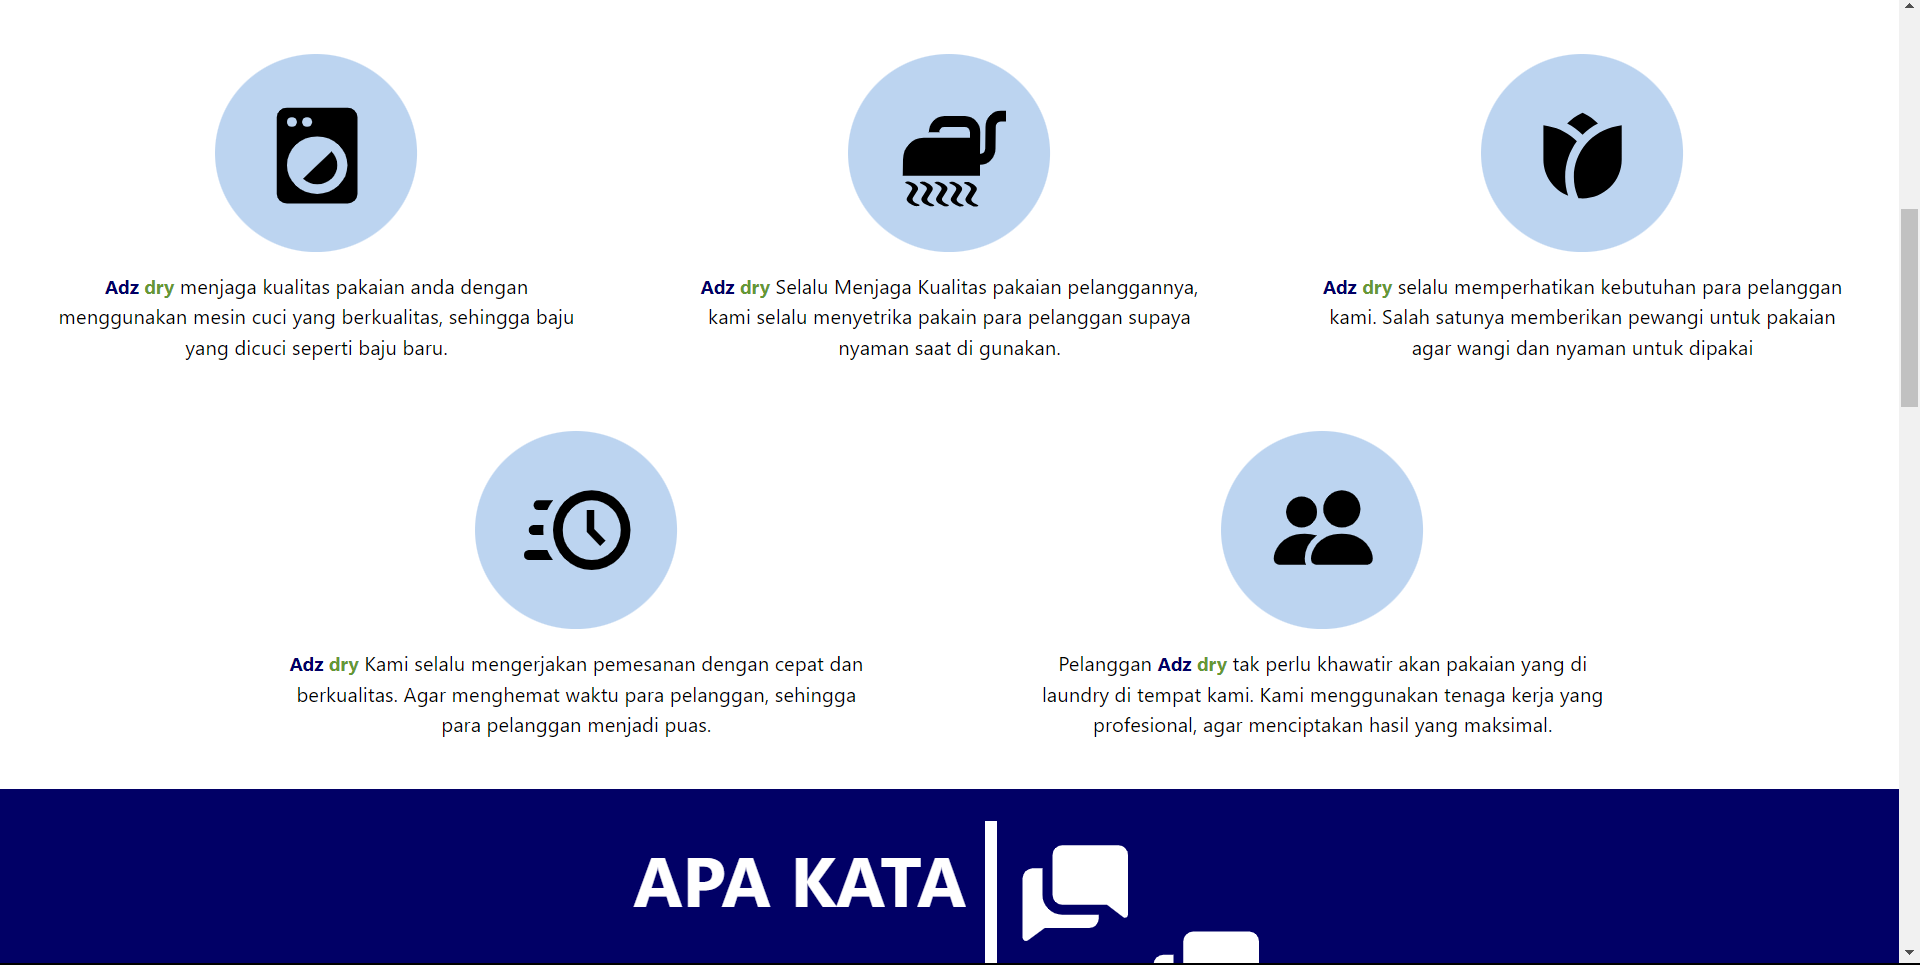 Adz dry menjaga kualitas pakaian anda dengan
menggunakan mesin cuci yang berkualitas, sehingga baju
yang dicuci seperti baju baru.
Adz dry Selalu Menjaga Kualitas pakaian pelanggannya,
kami selalu menyetrika pakain para pelanggan supaya
nyaman saat di gunakan.
Adz dry selalu memperhatikan kebutuhan para pelanggan
kami. Salah satunya memberikan pewangi untuk pakaian
agar wangi dan nyaman untuk dipakai
Adz dry Kami selalu mengerjakan pemesanan dengan cepat dan
berkualitas. Agar menghemat waktu para pelanggan, sehingga
para pelanggan menjadi puas.
Pelanggan Adz dry tak perlu khawatir akan pakaian yang di
laundry di tempat kami. Kami menggunakan tenaga kerja yang
profesional, agar menciptakan hasil yang maksimal.
APA KATA